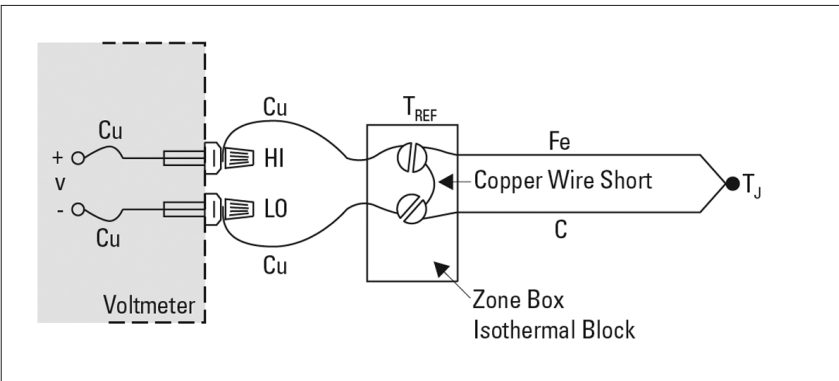 Cu
T_REF
Cu
+
HI
Fe
v
Copper Wire Short
T_J
-
LO
Cu
C
Cu
Voltmeter
Zone Box
Isothermal Block